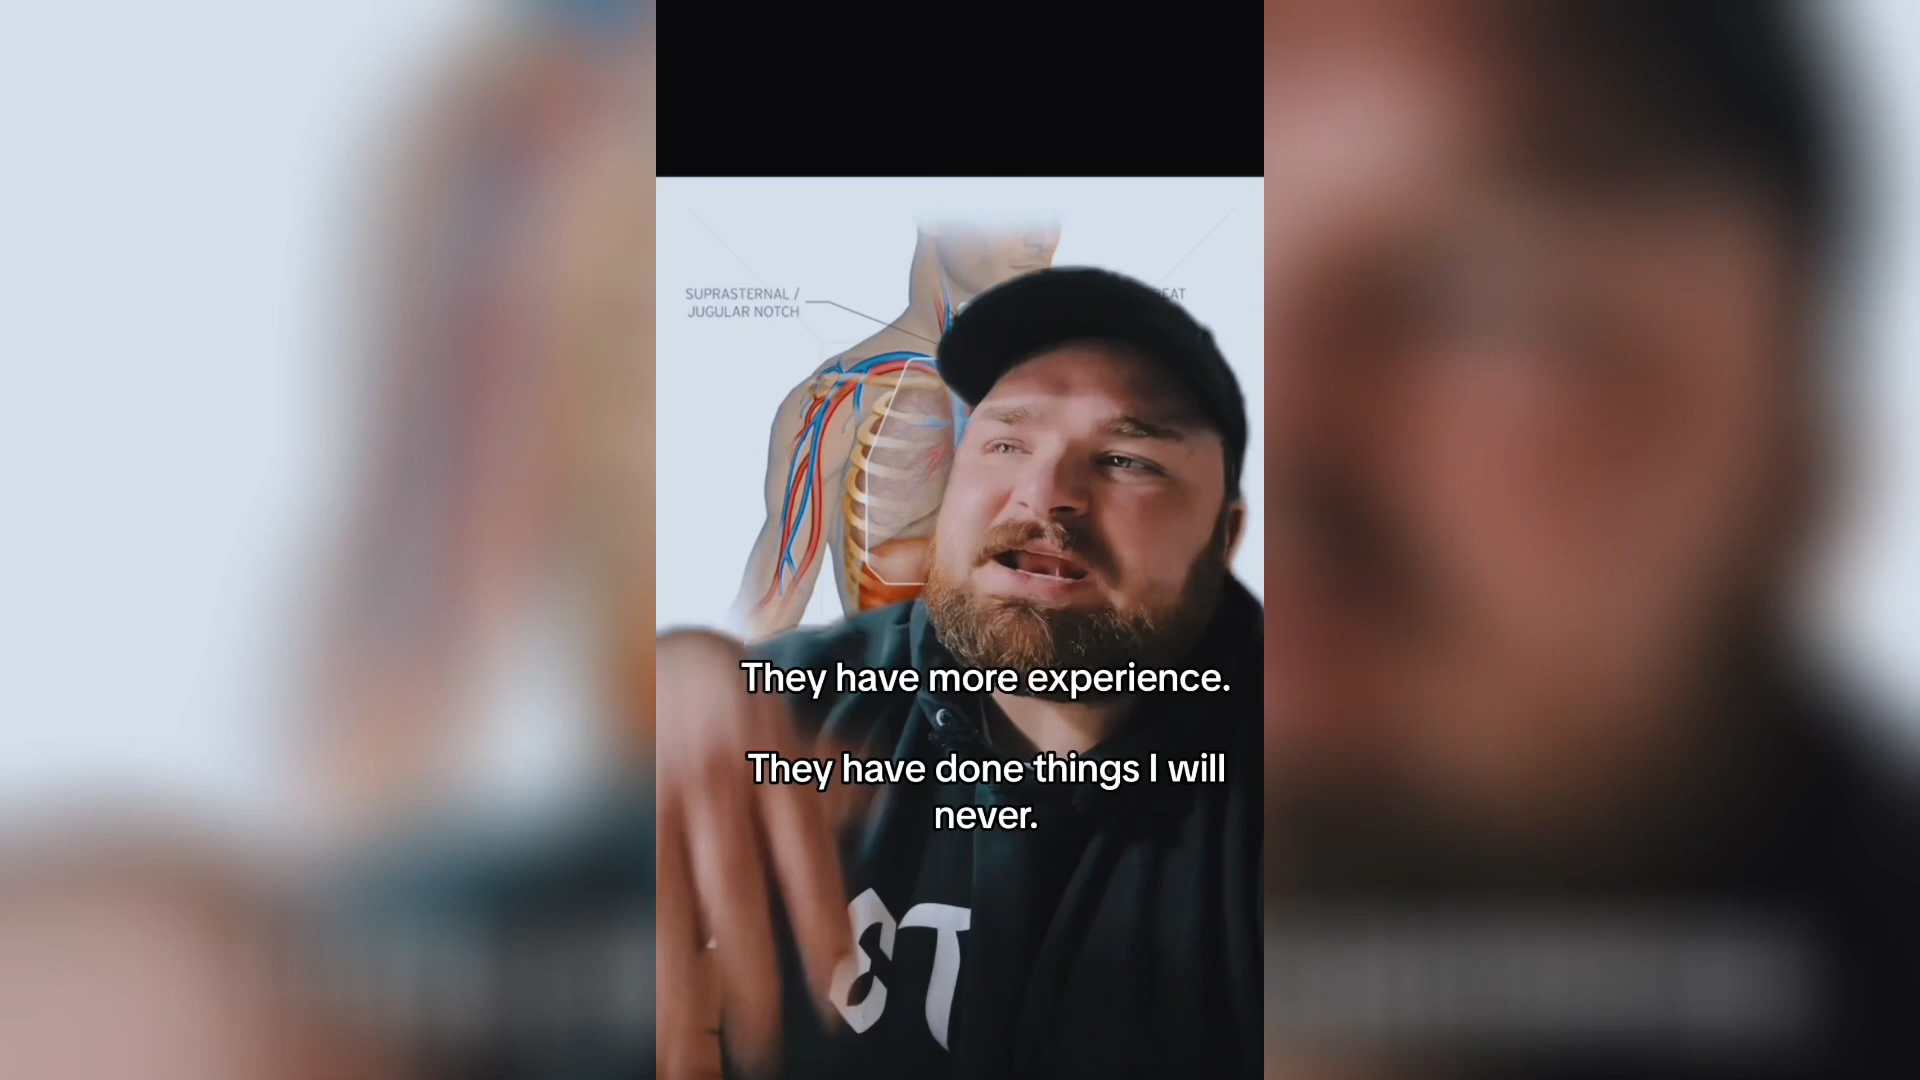 SUPRASTERNAL /
JUGULAR NOTCH
They have more experience.
They have done things I will
never.